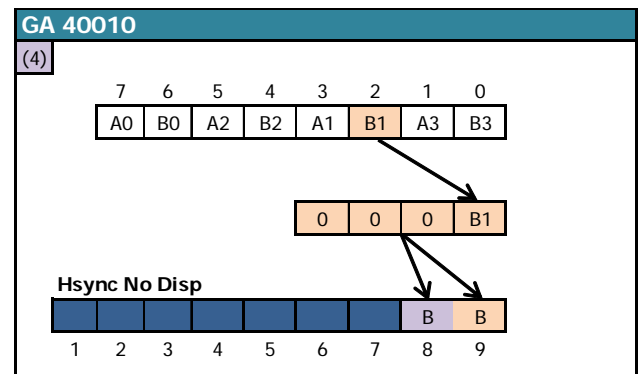 GA 40010
(4)
7 6 5 4 3 2 1 0
A0 B0 A2 B2 A1 B1 A3 B3
0 0 0 B1
Hsync No Disp
B B
1 2 3 4 5 6 7 8 9